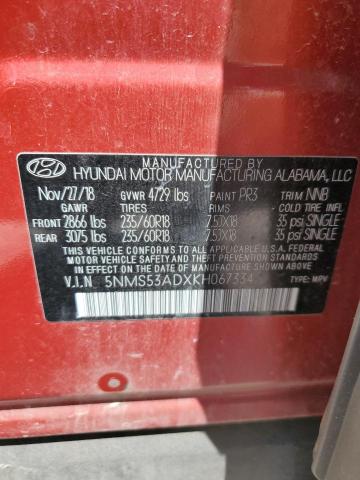 MANUFACTURED BY
HYUNDAI MOTOR MANUFACTURING ALABAMA, LLC
Nov/27/18 GVWR 4729 lbs PAINT PR3 TRIM NNB
GAWR TIRES RIMS COLD TIRE INFL
FRONT 2866 lbs 235/60R18 7.5JX18 35 psi SINGLE
REAR 3075 lbs 235/60R18 7.5JX18 35 psi SINGLE
THIS VEHICLE CONFORMS TO ALL APPLICABLE U.S. FEDERAL MOTOR
VEHICLE SAFETY, BUMPER, AND THEFT PREVENTION STANDARDS IN
EFFECT ON THE DATE OF MANUFACTURE SHOWN ABOVE.
V.I.N 5NMS53ADXKH067334 TYPE: MPV